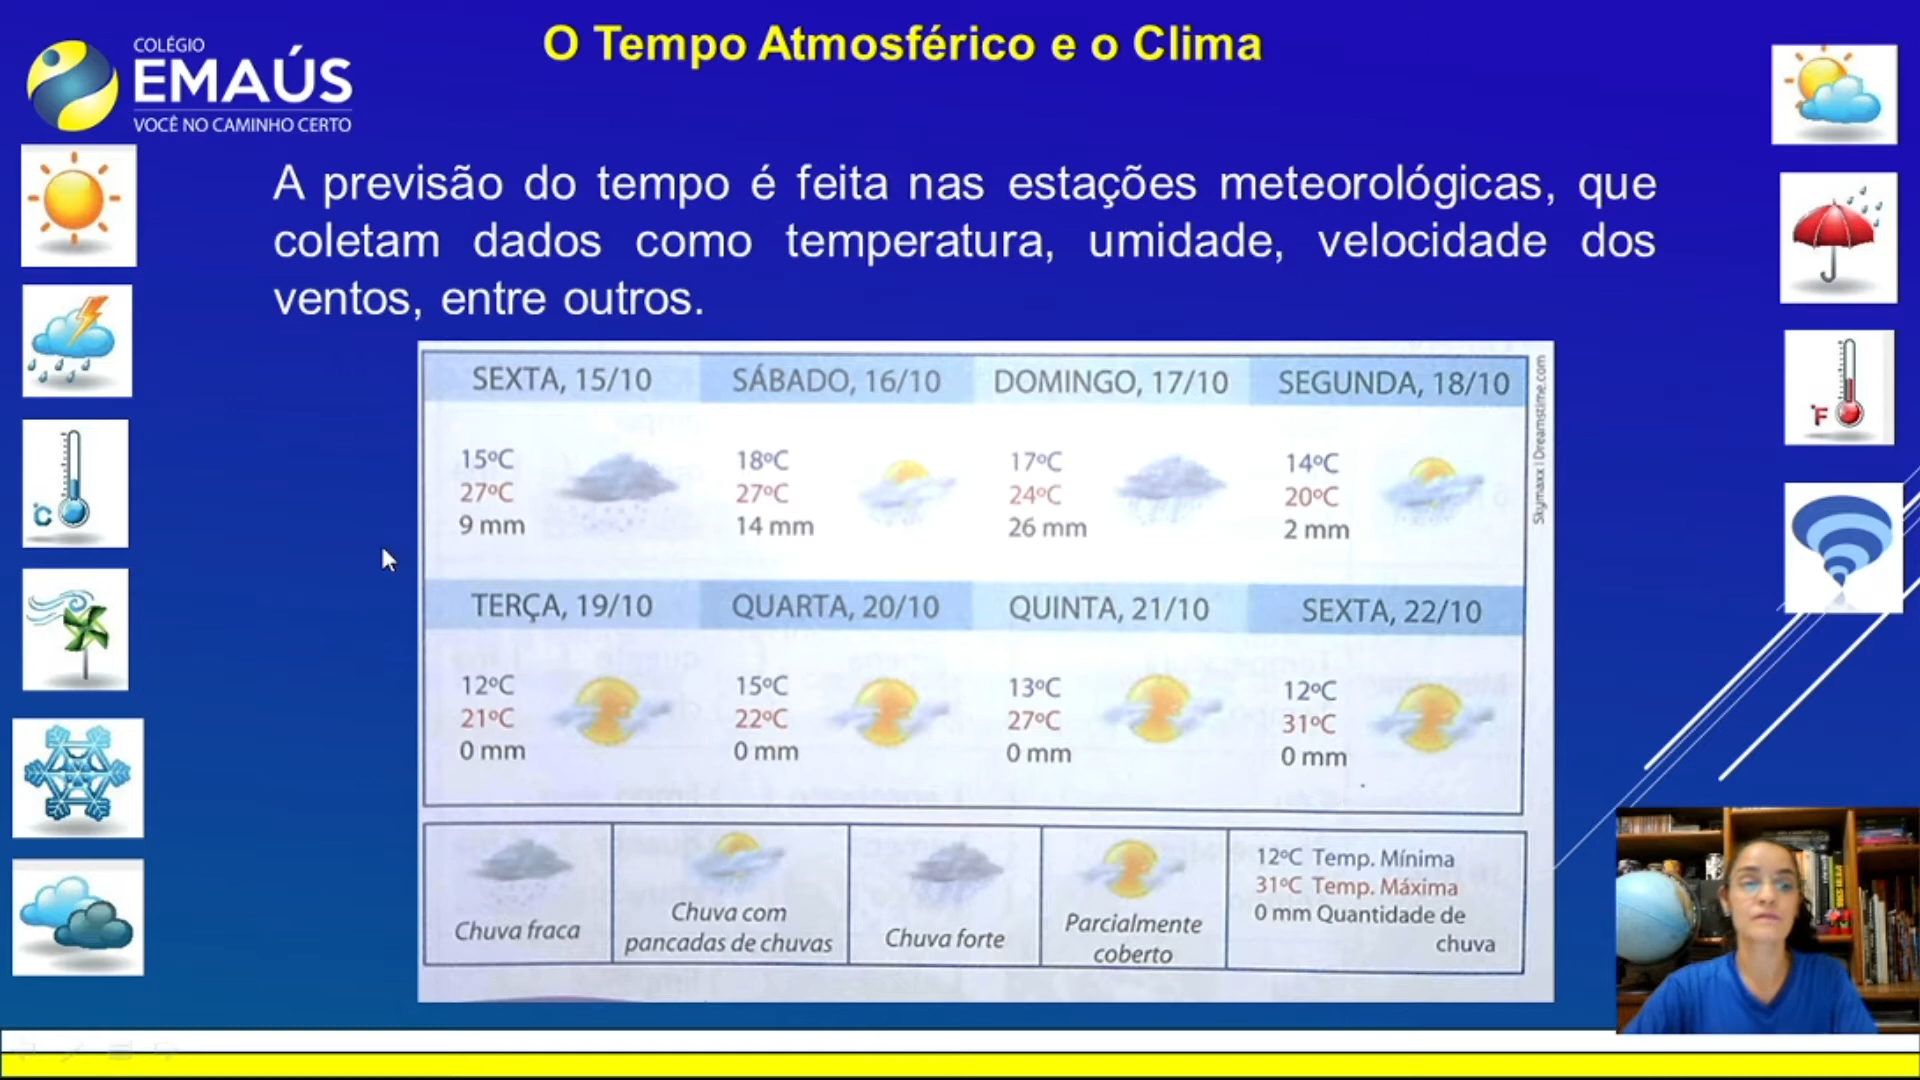 O Tempo Atmosférico e o Clima
COLÉGIO
EMAÚS
VOCÊ NO CAMINHO CERTO
A previsão do tempo é feita nas estações meteorológicas, que
coletam dados como temperatura, umidade, velocidade dos
ventos, entre outros.
SEXTA, 15/10 SÁBADO, 16/10 DOMINGO, 17/10 SEGUNDA, 18/10
15ºC 18ºC 17ºC 14ºC
27ºC 27ºC 24ºC 20ºC
9 mm 14 mm 26 mm 2 mm
TERÇA, 19/10 QUARTA, 20/10 QUINTA, 21/10 SEXTA, 22/10
12ºC 15ºC 13ºC 12ºC
21ºC 22ºC 27ºC 31ºC
0 mm 0 mm 0 mm 0 mm
Chuva fraca
Chuva com
pancadas de chuvas
Chuva forte
Parcialmente
coberto
12ºC Temp. Mínima
31ºC Temp. Máxima
0 mm Quantidade de
chuva
Skymaxx | Dreamstime.com
°C
°F